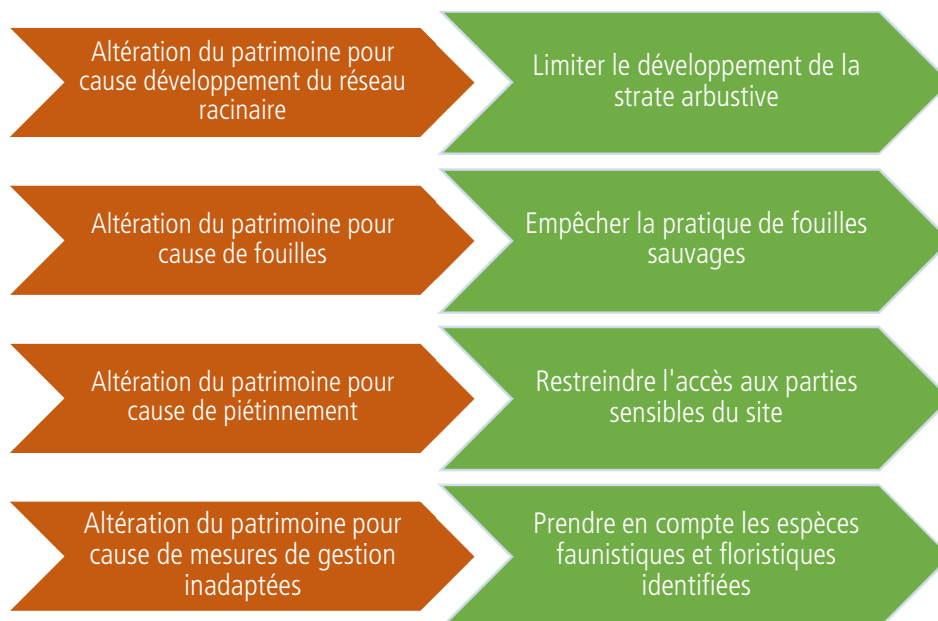 Altération du patrimoine pour
cause développement du réseau
racinaire
Limiter le développement de la
strate arbustive
Altération du patrimoine pour
cause de fouilles
Empêcher la pratique de fouilles
sauvages
Altération du patrimoine pour
cause de piétinnement
Restreindre l'accès aux parties
sensibles du site
Altération du patrimoine pour
cause de mesures de gestion
inadaptées
Prendre en compte les espèces
faunistiques et floristiques
identifiées